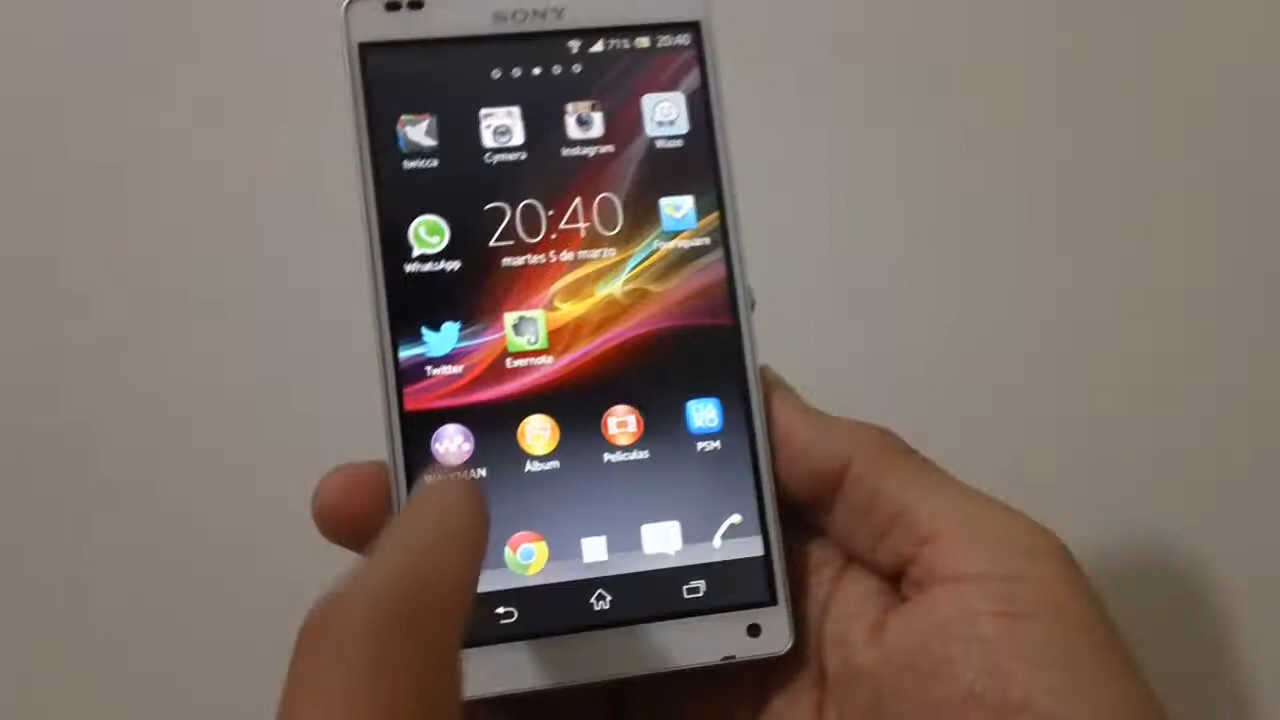 SONY
71% 20:40
twicca Cymera Instagram Waze
20:40
martes 5 de marzo
WhatsApp Foursquare
Twitter Evernote
WALKMAN Álbum Películas PSM